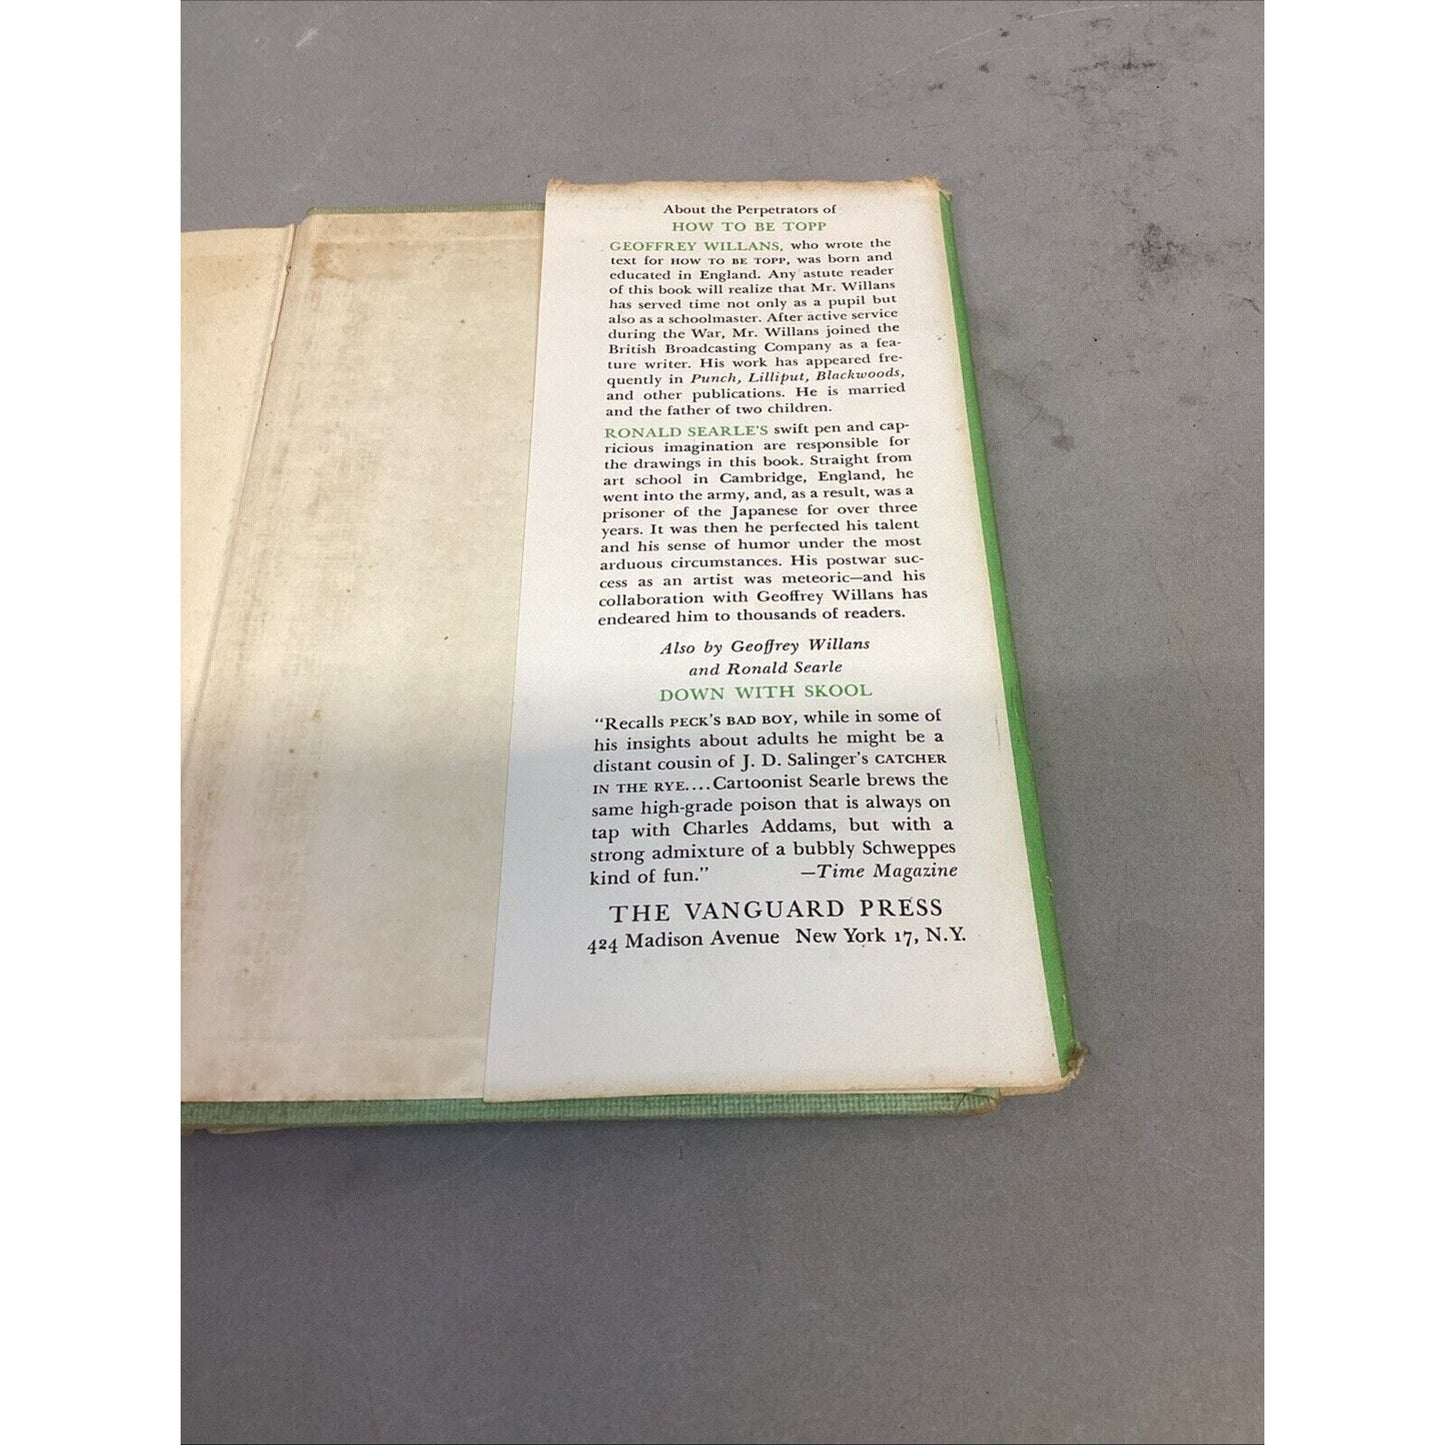 About the Perpetrators of
HOW TO BE TOPP
GEOFFREY WILLANS, who wrote the
text for HOW TO BE TOPP, was born and
educated in England. Any astute reader
of this book will realize that Mr. Willans
has served time not only as a pupil but
also as a schoolmaster. After active service
during the War, Mr. Willans joined the
British Broadcasting Company as a fea-
ture writer. His work has appeared fre-
quently in Punch, Lilliput, Blackwoods,
and other publications. He is married
and the father of two children.
RONALD SEARLE'S swift pen and cap-
ricious imagination are responsible for
the drawings in this book. Straight from
art school in Cambridge, England, he
went into the army, and, as a result, was a
prisoner of the Japanese for over three
years. It was then he perfected his talent
and his sense of humor under the most
arduous circumstances. His postwar suc-
cess as an artist was meteoric—and his
collaboration with Geoffrey Willans has
endeared him to thousands of readers.
Also by Geoffrey Willans
and Ronald Searle
DOWN WITH SKOOL
"Recalls PECK'S BAD BOY, while in some of
his insights about adults he might be a
distant cousin of J. D. Salinger's CATCHER
IN THE RYE....Cartoonist Searle brews the
same high-grade poison that is always on
tap with Charles Addams, but with a
strong admixture of a bubbly Schweppes
kind of fun." —Time Magazine
THE VANGUARD PRESS
424 Madison Avenue New York 17, N.Y.